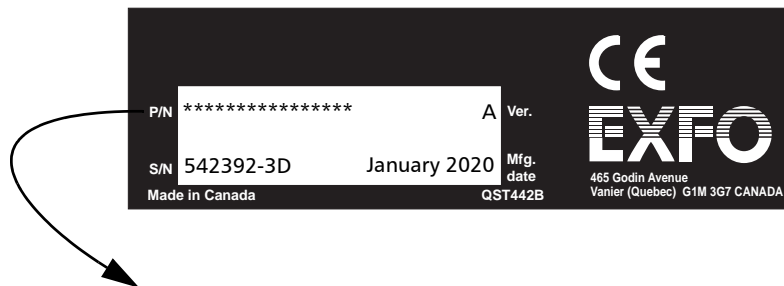 P/N *************** A Ver.
S/N 542392-3D January 2020 Mfg. date
Made in Canada QST442B
EXFO
465 Godin Avenue
Vanier (Quebec) G1M 3G7 CANADA